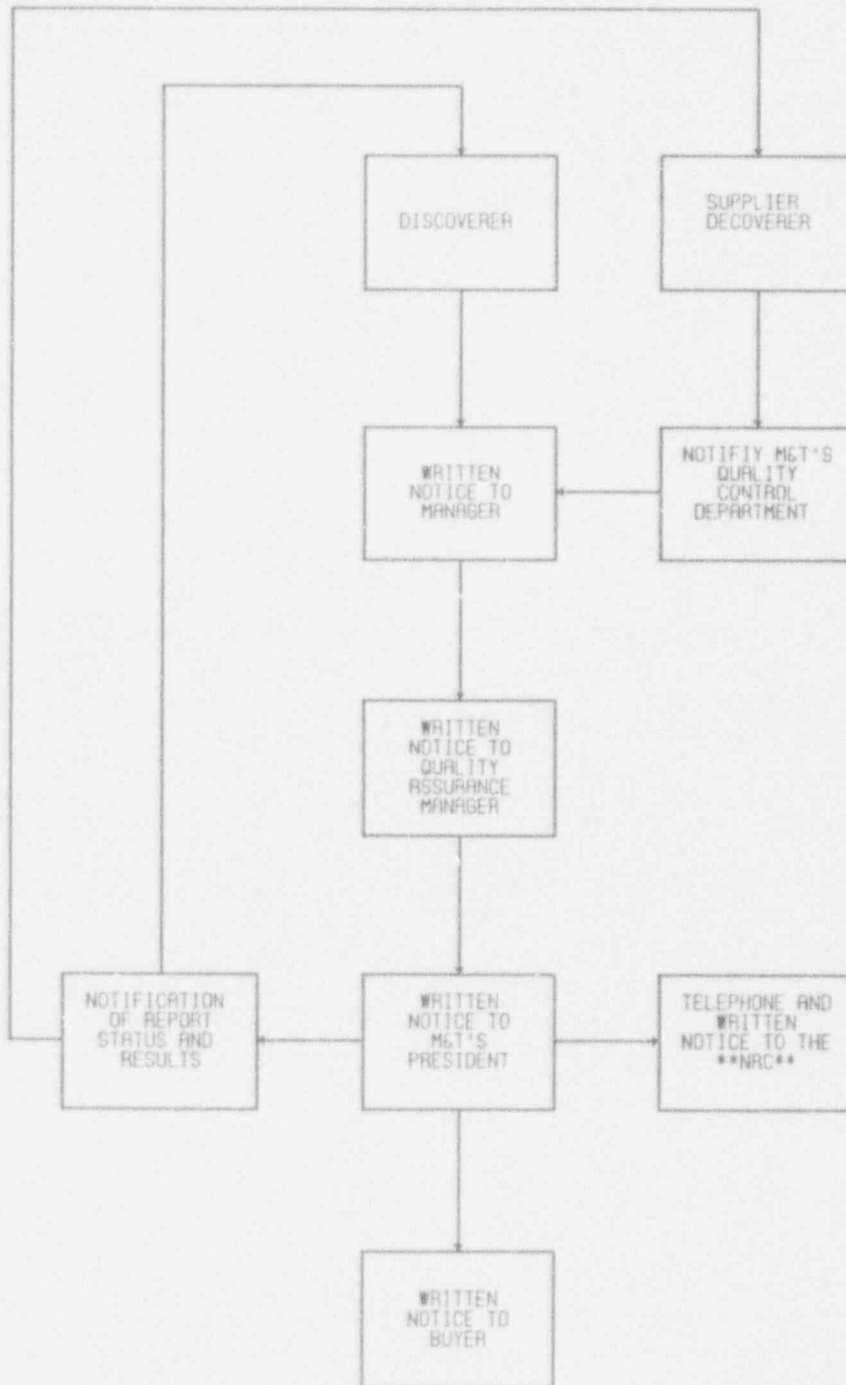 DISCOVERER
SUPPLIER
DECOVERER
WRITTEN
NOTICE TO
MANAGER
NOTIFIY M&T'S
QUALITY
CONTROL
DEPARTMENT
WRITTEN
NOTICE TO
QUALITY
ASSURANCE
MANAGER
NOTIFICATION
OF REPORT
STATUS AND
RESULTS
WRITTEN
NOTICE TO
M&T'S
PRESIDENT
TELEPHONE AND
WRITTEN
NOTICE TO THE
**NRC**
WRITTEN
NOTICE TO
BUYER